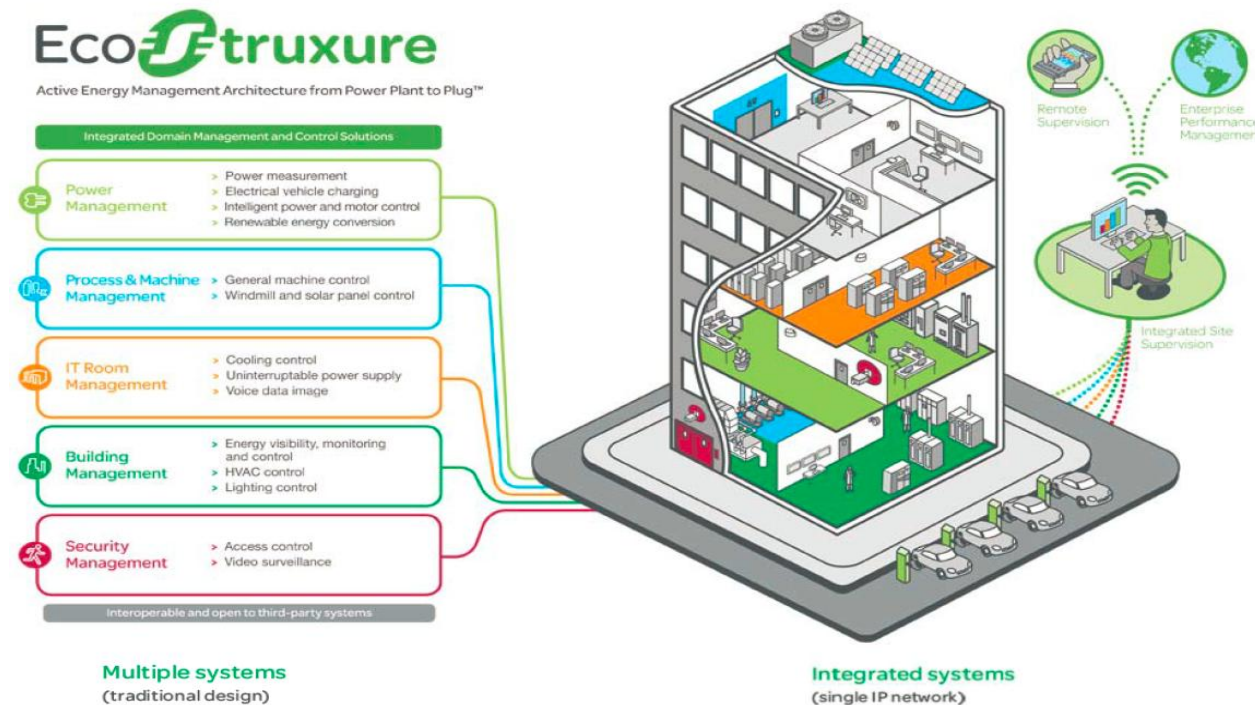 EcoStruxure
Active Energy Management Architecture from Power Plant to Plug™
Integrated Domain Management and Control Solutions
Power
Management
> Power measurement
> Electrical vehicle charging
> Intelligent power and motor control
> Renewable energy conversion
Process & Machine
Management
> General machine control
> Windmill and solar panel control
IT Room
Management
> Cooling control
> Uninterruptable power supply
> Voice data image
Building
Management
> Energy visibility, monitoring
and control
> HVAC control
> Lighting control
Security
Management
> Access control
> Video surveillance
Interoperable and open to third-party systems
Multiple systems
(traditional design)
Remote
Supervision
Enterprise
Performance
Management
Integrated Site
Supervision
Integrated systems
(single IP network)